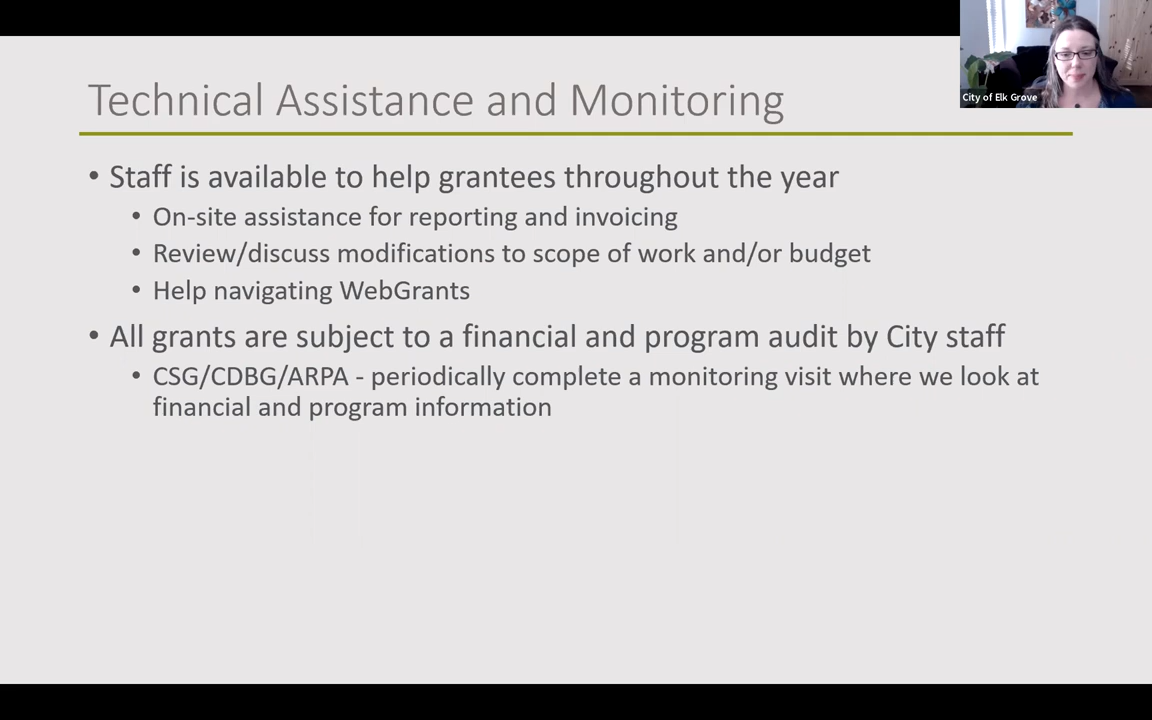 Technical Assistance and Monitoring
City of Elk Grove
• Staff is available to help grantees throughout the year
• On-site assistance for reporting and invoicing
• Review/discuss modifications to scope of work and/or budget
• Help navigating WebGrants
• All grants are subject to a financial and program audit by City staff
• CSG/CDBG/ARPA - periodically complete a monitoring visit where we look at
financial and program information